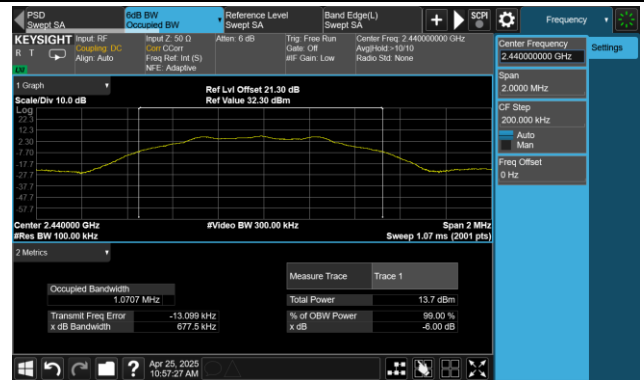 PSD
Swept SA
6dB BW
Occupied BW
Reference Level
Swept SA
Band Edge(L)
Swept SA
SCPI
Frequency
KEYSIGHT
R T
Input: RF
Coupling: DC
Align: Auto
Input Z: 50 Ω
Corr CCorr
Freq Ref: Int (S)
NFE: Adaptive
Atten: 6 dB
Trig: Free Run
Gate: Off
#IF Gain: Low
Center Freq: 2.440000000 GHz
Avg|Hold:>10/10
Radio Std: None
Center Frequency
2.440000000 GHz
Settings
Span
2.0000 MHz
CF Step
200.000 kHz
Auto
Man
Freq Offset
0 Hz
1 Graph
Scale/Div 10.0 dB
Ref Lvl Offset 21.30 dB
Ref Value 32.30 dBm
Log
22.3
12.3
2.30
-7.70
-17.7
-27.7
-37.7
-47.7
-57.7
Center 2.440000 GHz
#Res BW 100.00 kHz
#Video BW 300.00 kHz
Span 2 MHz
Sweep 1.07 ms (2001 pts)
2 Metrics
Measure Trace
Trace 1
Occupied Bandwidth
1.0707 MHz
Total Power
13.7 dBm
Transmit Freq Error
-13.099 kHz
% of OBW Power
99.00 %
x dB Bandwidth
677.5 kHz
x dB
-6.00 dB
Apr 25, 2025
10:57:27 AM